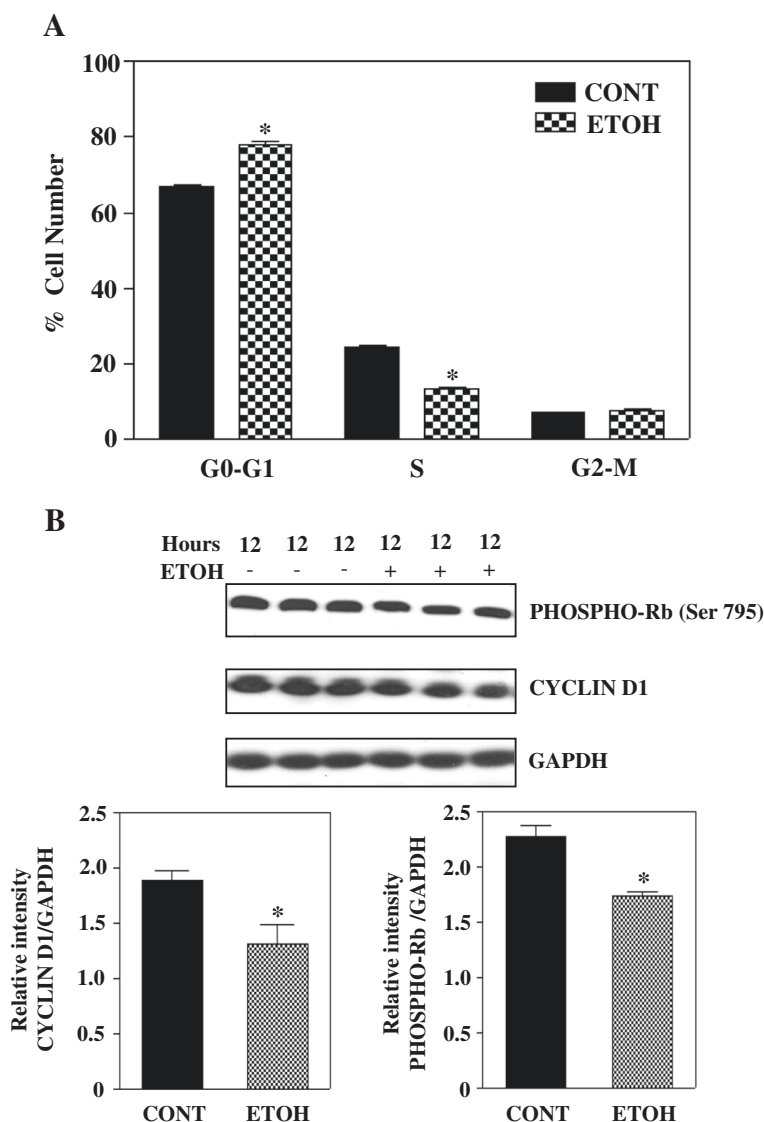 A
100
80
60
40
20
0
% Cell Number
CONT
ETOH
*
*
G0-G1 S G2-M
B
Hours 12 12 12 12 12 12
ETOH - - - + + +
PHOSPHO-Rb (Ser 795)
CYCLIN D1
GAPDH
Relative intensity
CYCLIN D1/GAPDH
2.5
2.0
1.5
1.0
0.5
0
*
CONT ETOH
Relative intensity
PHOSPHO-Rb /GAPDH
2.5
2.0
1.5
1.0
0.5
0
*
CONT ETOH